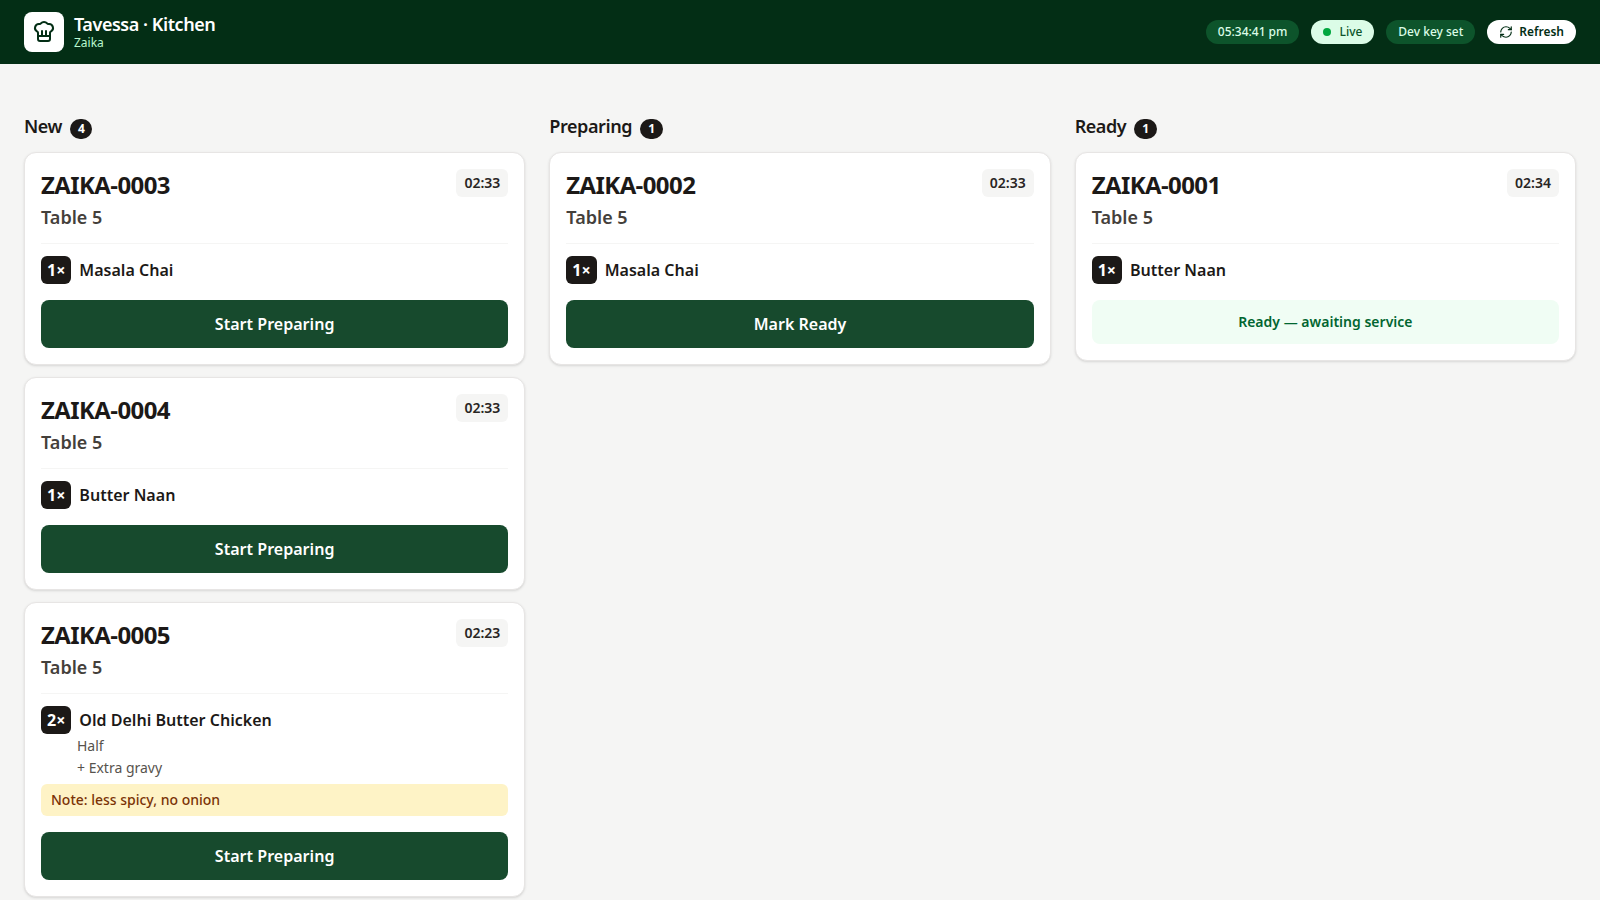 Tavessa · Kitchen
Zaika
05:34:41 pm
Live
Dev key set
Refresh
New 4
ZAIKA-0003 02:33
Table 5
1× Masala Chai
Start Preparing
ZAIKA-0004 02:33
Table 5
1× Butter Naan
Start Preparing
ZAIKA-0005 02:23
Table 5
2× Old Delhi Butter Chicken
Half
+ Extra gravy
Note: less spicy, no onion
Start Preparing
Preparing 1
ZAIKA-0002 02:33
Table 5
1× Masala Chai
Mark Ready
Ready 1
ZAIKA-0001 02:34
Table 5
1× Butter Naan
Ready — awaiting service